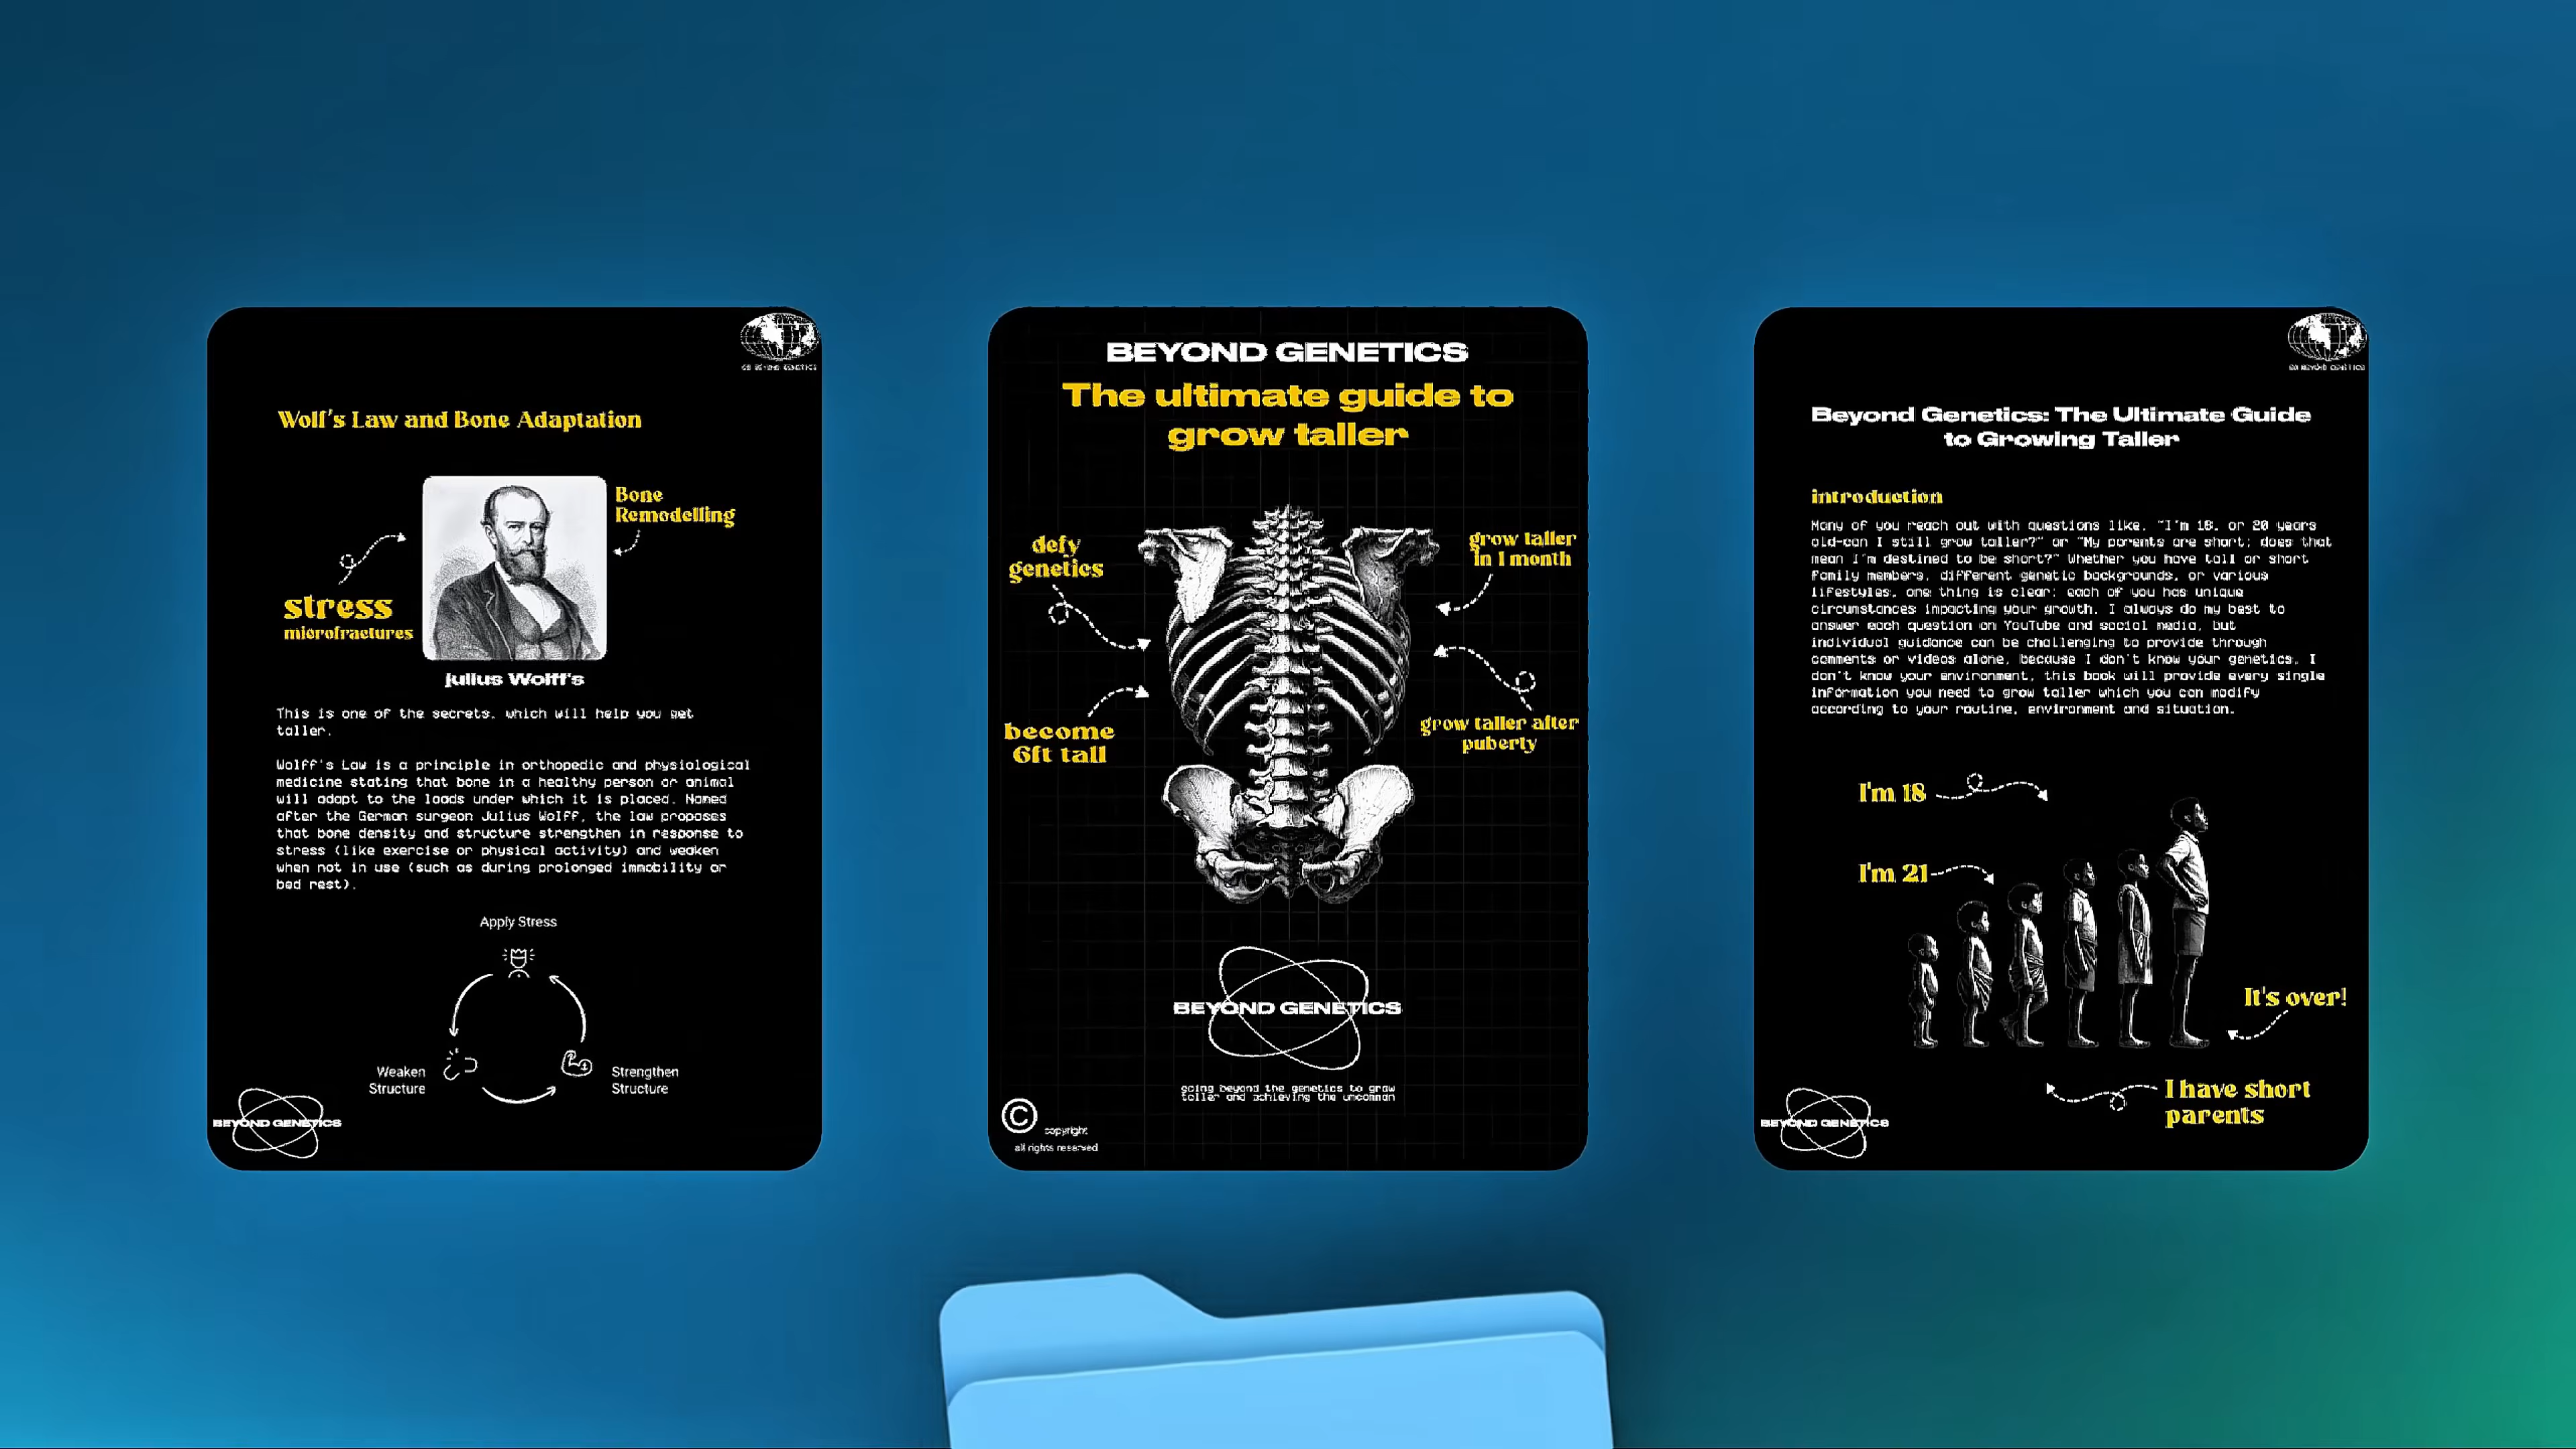 GO BEYOND GENETICS
Wolf's Law and Bone Adaptation
Bone
Remodelling
stress
microfractures
Julius Wolff's
This is one of the secrets, which will help you get
taller.
Wolff's Law is a principle in orthopedic and physiological
medicine stating that bone in a healthy person or animal
will adapt to the loads under which it is placed. Named
after the German surgeon Julius Wolff, the law proposes
that bone density and structure strengthen in response to
stress (like exercise or physical activity) and weaken
when not in use (such as during prolonged immobility or
bed rest).
Apply Stress
Weaken
Structure
Strengthen
Structure
BEYOND GENETICS
BEYOND GENETICS
The ultimate guide to
grow taller
defy
genetics
grow taller
in 1 month
become
6ft tall
grow taller after
puberty
BEYOND GENETICS
going beyond the genetics to grow
taller and achieving the uncommon
© copyright
all rights reserved
GO BEYOND GENETICS
Beyond Genetics: The Ultimate Guide
to Growing Taller
introduction
Many of you reach out with questions like, "I'm 18, or 20 years
old-can I still grow taller?" or "My parents are short; does that
mean I'm destined to be short?" Whether you have tall or short
family members, different genetic backgrounds, or various
lifestyles, one thing is clear: each of you has unique
circumstances impacting your growth. I always do my best to
answer each question on YouTube and social media, but
individual guidance can be challenging to provide through
comments or videos alone, because I don't know your genetics, I
don't know your environment, this book will provide every single
information you need to grow taller which you can modify
according to your routine, environment and situation.
I'm 18
I'm 21
It's over!
I have short
parents
BEYOND GENETICS